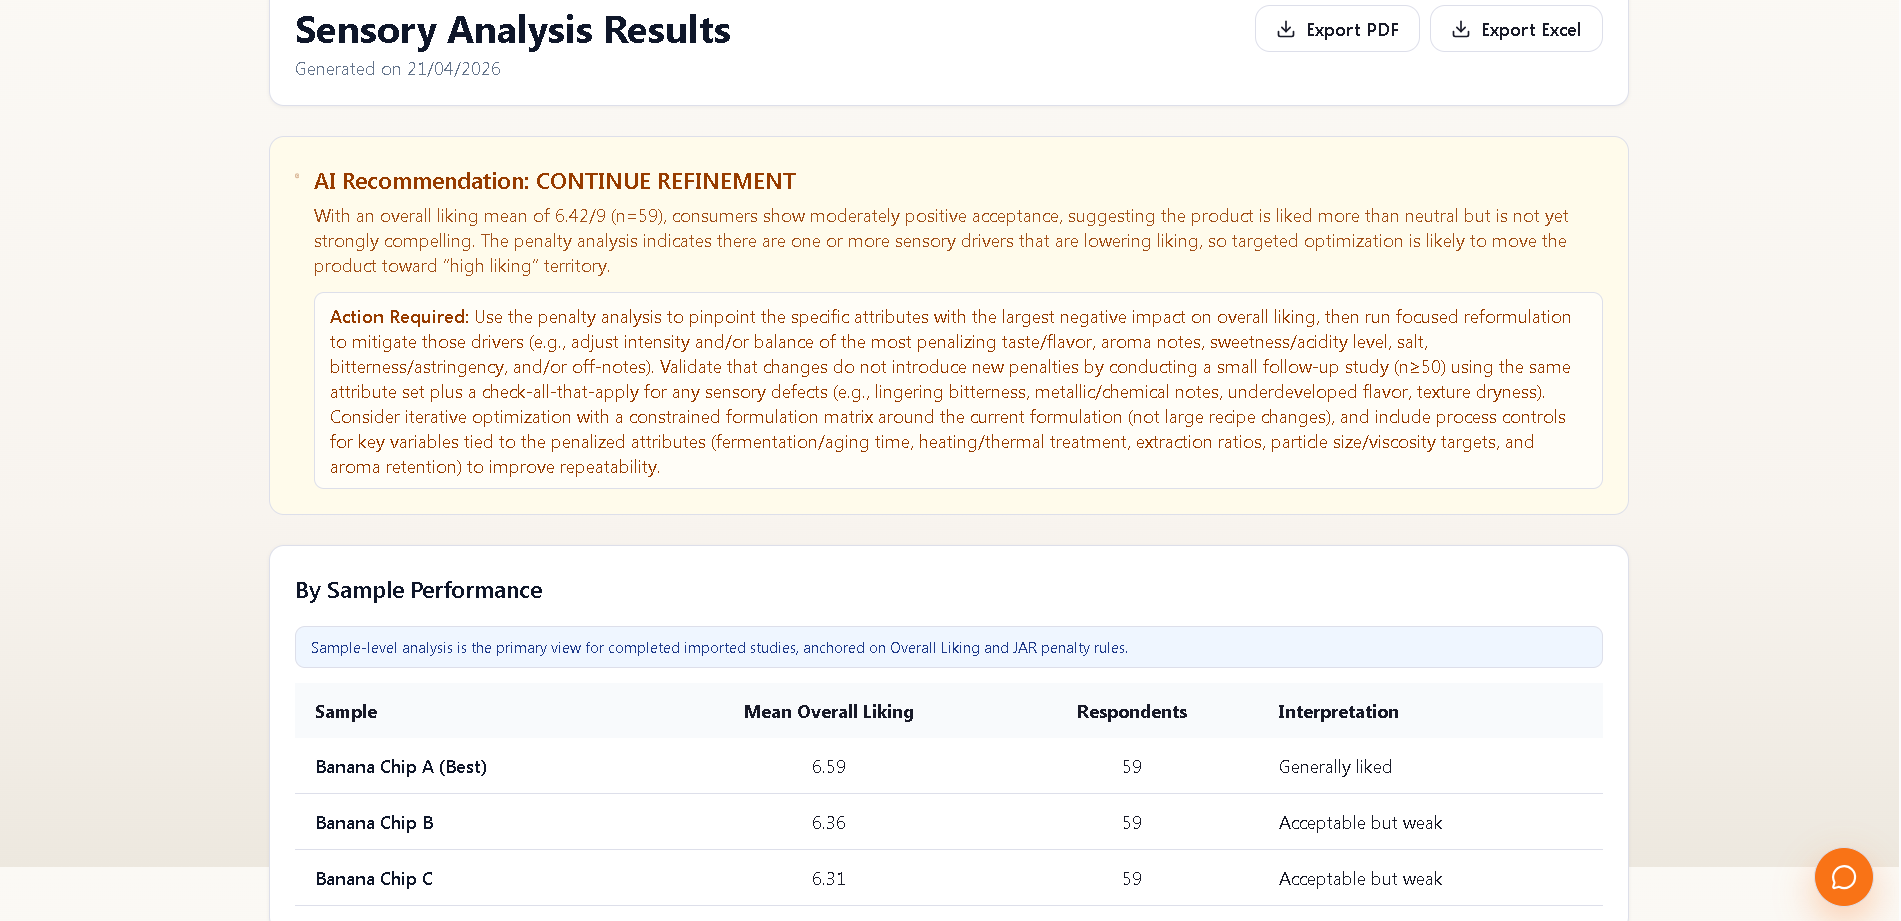 Sensory Analysis Results
Export PDF
Export Excel
Generated on 21/04/2026
AI Recommendation: CONTINUE REFINEMENT
With an overall liking mean of 6.42/9 (n=59), consumers show moderately positive acceptance, suggesting the product is liked more than neutral but is not yet
strongly compelling. The penalty analysis indicates there are one or more sensory drivers that are lowering liking, so targeted optimization is likely to move the
product toward “high liking” territory.
Action Required: Use the penalty analysis to pinpoint the specific attributes with the largest negative impact on overall liking, then run focused reformulation
to mitigate those drivers (e.g., adjust intensity and/or balance of the most penalizing taste/flavor, aroma notes, sweetness/acidity level, salt,
bitterness/astringency, and/or off-notes). Validate that changes do not introduce new penalties by conducting a small follow-up study (n≥50) using the same
attribute set plus a check-all-that-apply for any sensory defects (e.g., lingering bitterness, metallic/chemical notes, underdeveloped flavor, texture dryness).
Consider iterative optimization with a constrained formulation matrix around the current formulation (not large recipe changes), and include process controls
for key variables tied to the penalized attributes (fermentation/aging time, heating/thermal treatment, extraction ratios, particle size/viscosity targets, and
aroma retention) to improve repeatability.
By Sample Performance
Sample-level analysis is the primary view for completed imported studies, anchored on Overall Liking and JAR penalty rules.
Sample Mean Overall Liking Respondents Interpretation
Banana Chip A (Best) 6.59 59 Generally liked
Banana Chip B 6.36 59 Acceptable but weak
Banana Chip C 6.31 59 Acceptable but weak